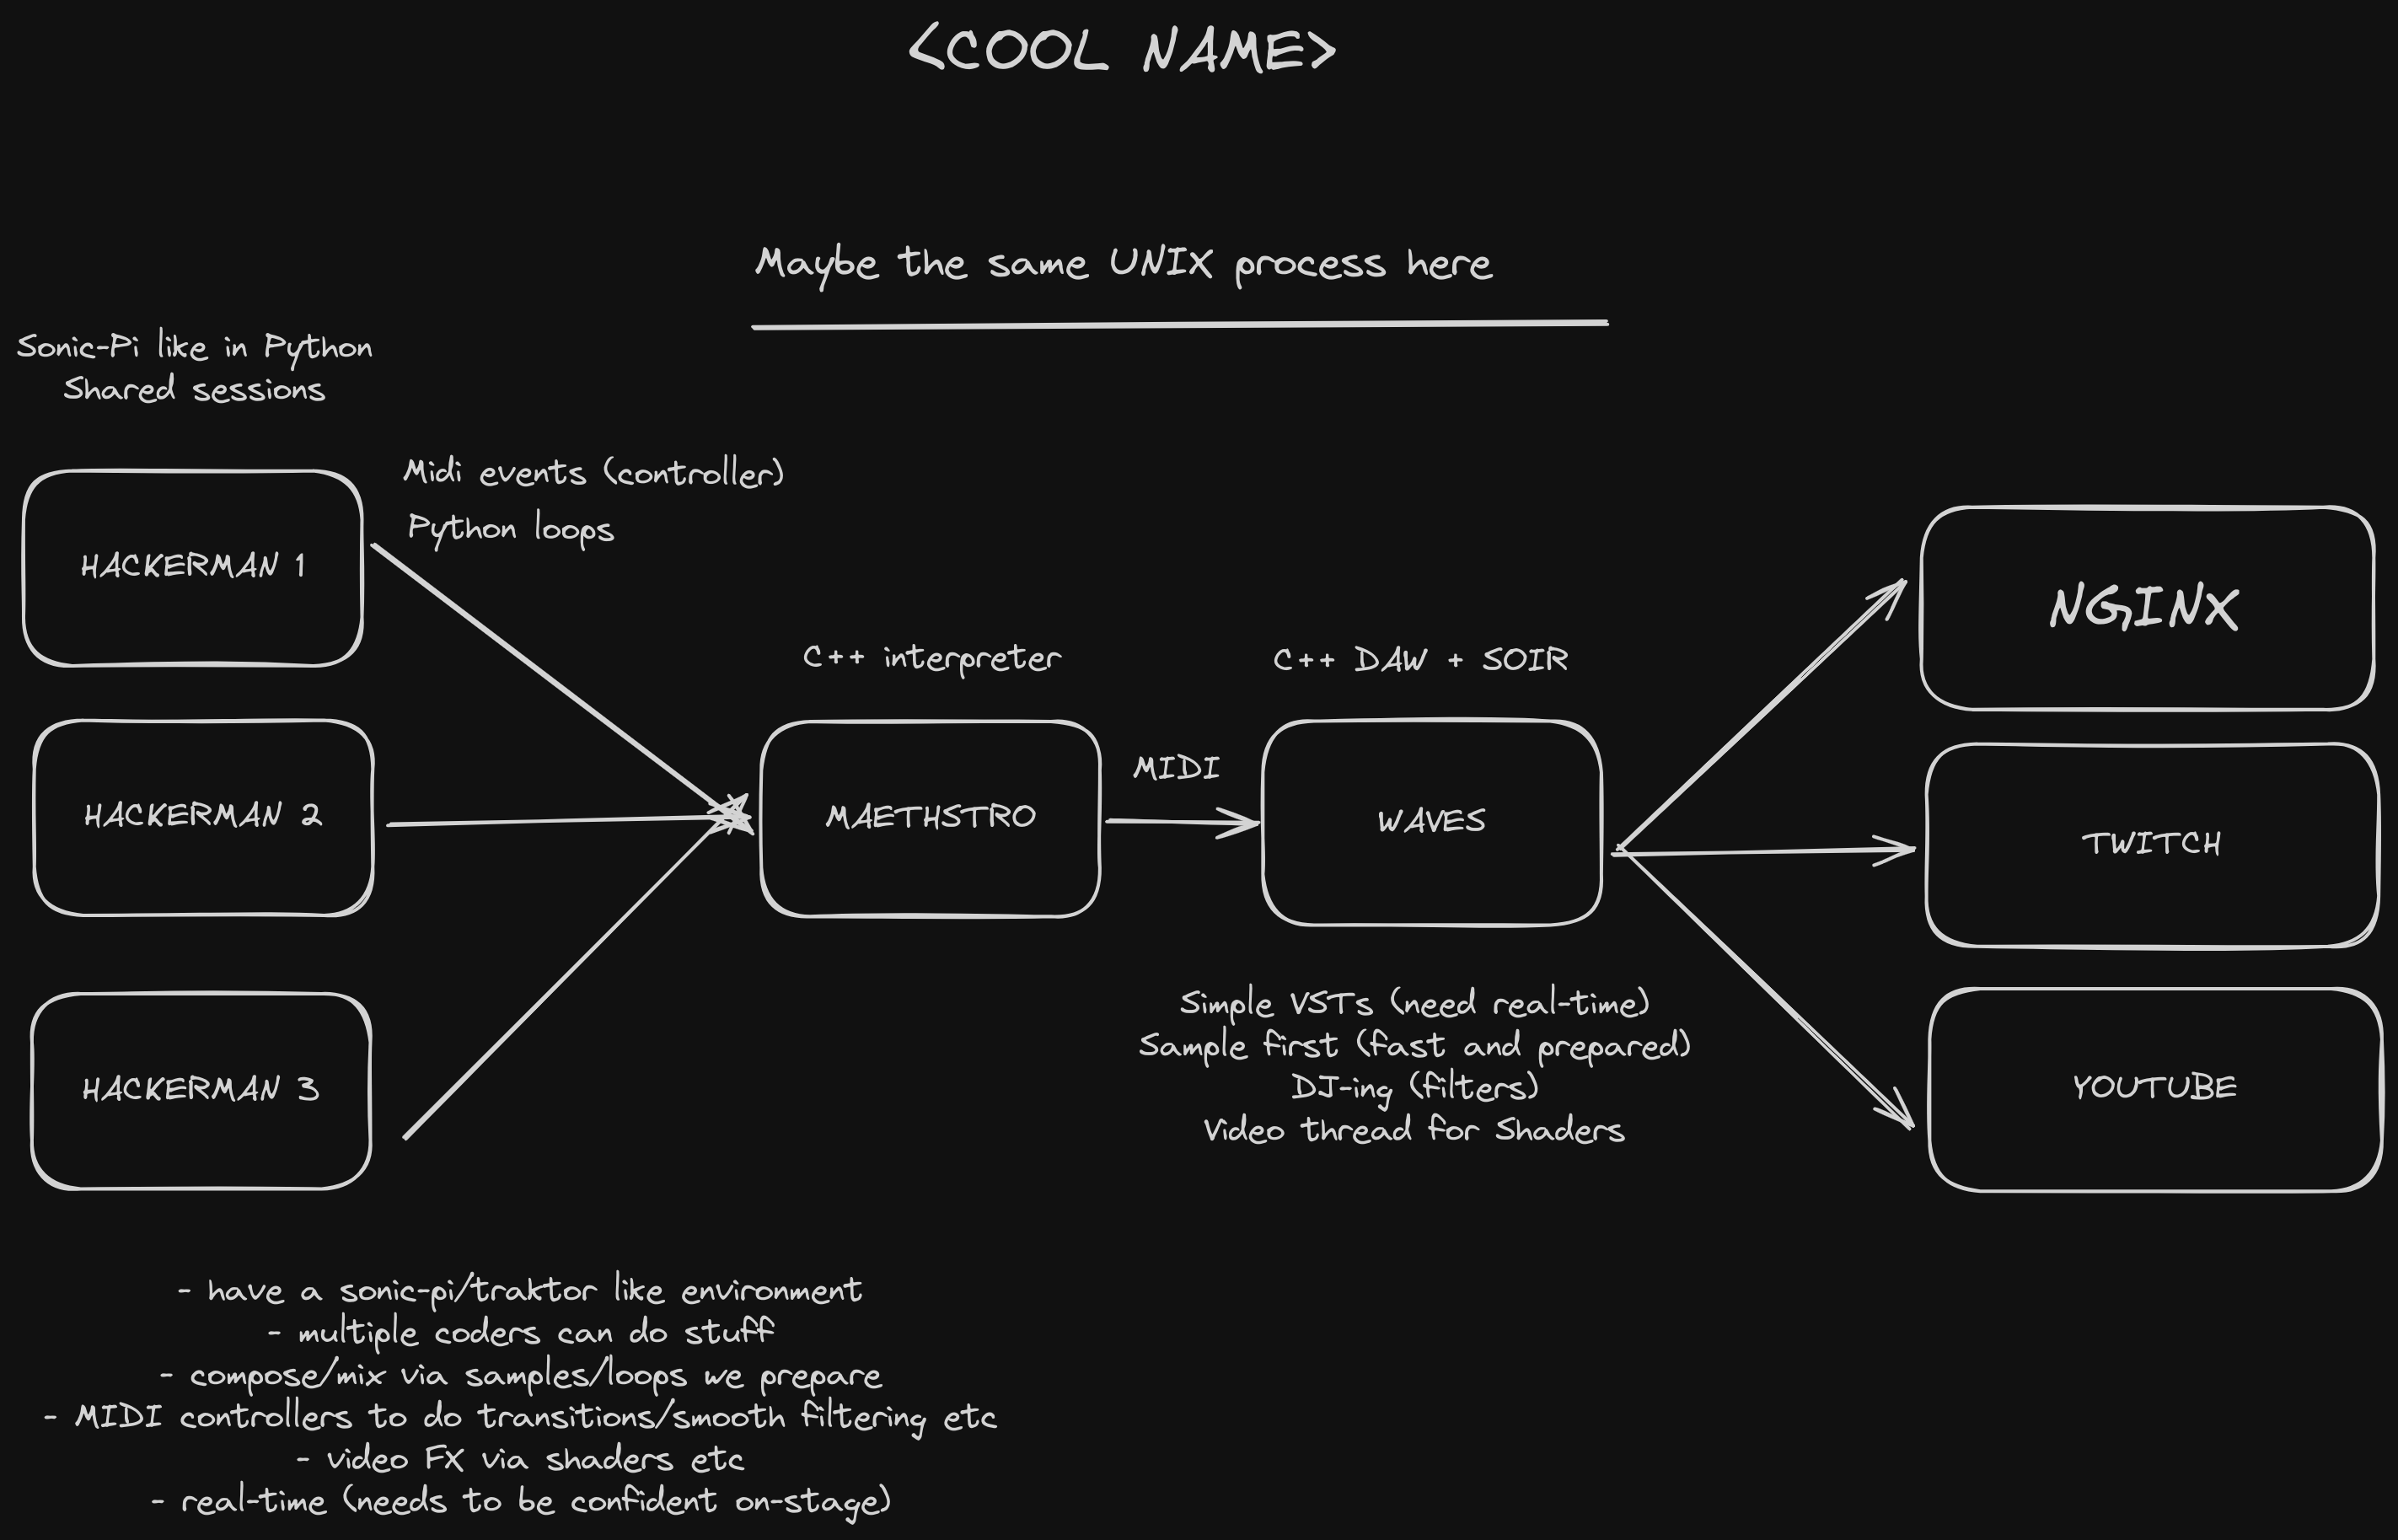 <COOL NAME>
Maybe the same UNIX process here
Sonic-Pi like in Python
Shared sessions
Midi events (controller)
Python loops
HACKERMAN 1
HACKERMAN 2
HACKERMAN 3
C++ interpreter
MAETHSTRO
MIDI
C++ DAW + SOIR
WAVES
Simple VSTs (need real-time)
Sample first (fast and prepared)
DJ-ing (filters)
Video thread for Shaders
NGINX
TWITCH
YOUTUBE
- have a sonic-pi/traktor like environment
- multiple coders can do stuff
- compose/mix via samples/loops we prepare
- MIDI controllers to do transitions/smooth filtering etc
- video FX via shaders etc
- real-time (needs to be confident on-stage)